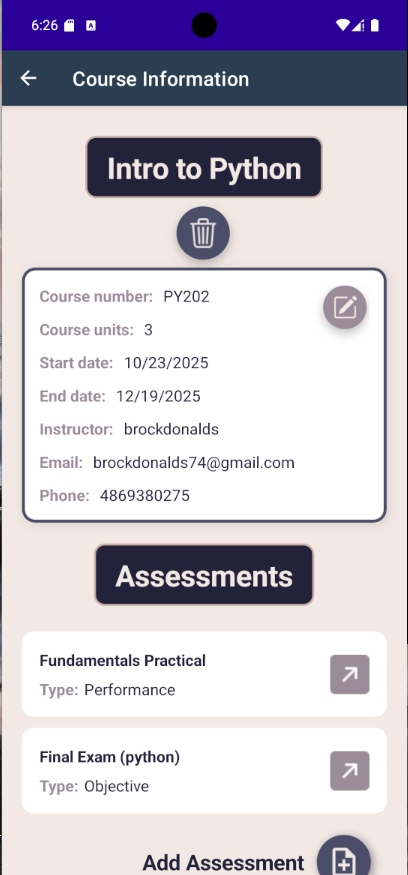 6:26
Course Information
Intro to Python
Course number: PY202
Course units: 3
Start date: 10/23/2025
End date: 12/19/2025
Instructor: brockdonalds
Email: brockdonalds74@gmail.com
Phone: 4869380275
Assessments
Fundamentals Practical
Type: Performance
Final Exam (python)
Type: Objective
Add Assessment